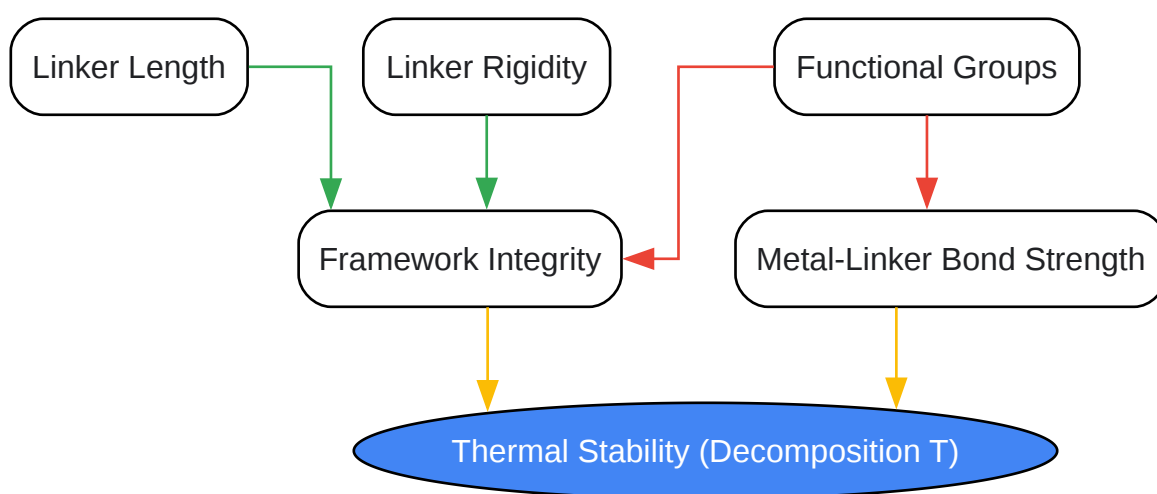 Linker Length
Linker Rigidity
Functional Groups
Framework Integrity
Metal-Linker Bond Strength
Thermal Stability (Decomposition T)